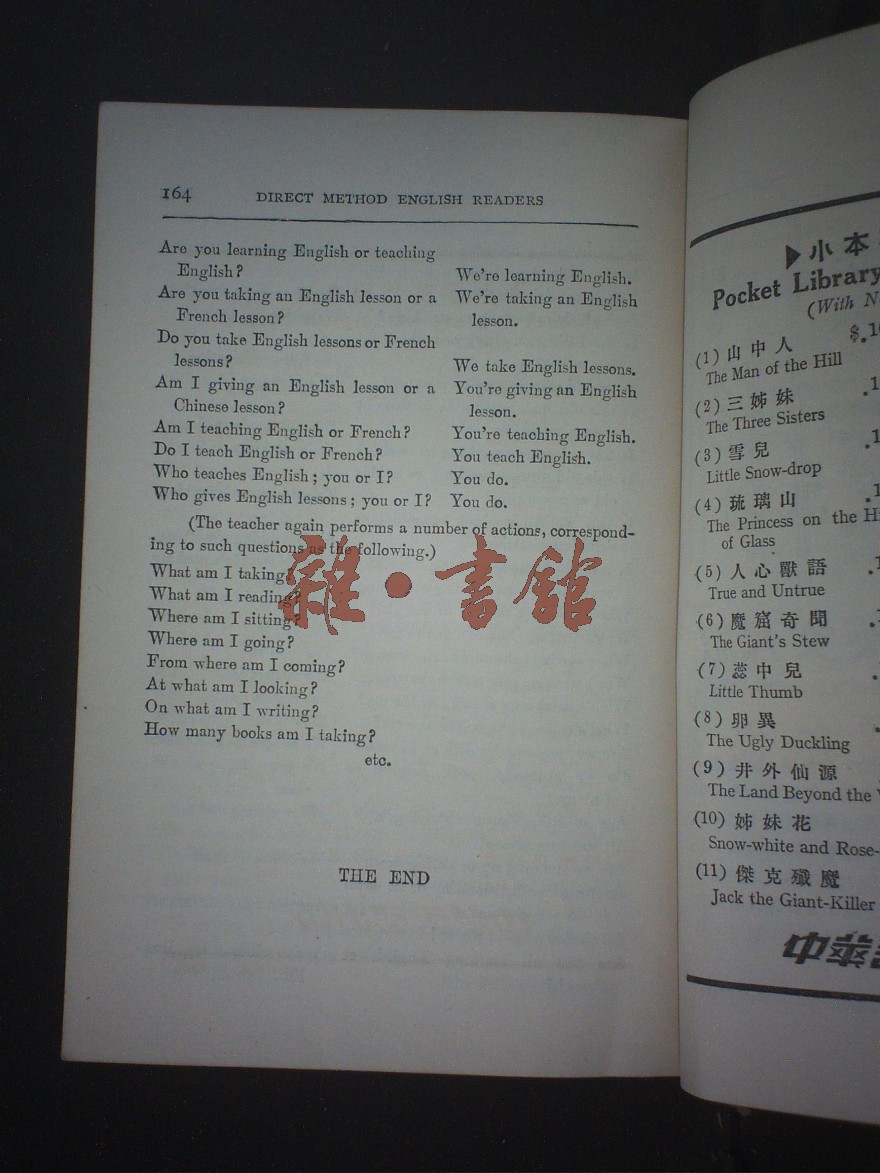 164 DIRECT METHOD ENGLISH READERS
Are you learning English or teaching
English? We're learning English.
Are you taking an English lesson or a We're taking an English
French lesson? lesson.
Do you take English lessons or French
lessons? We take English lessons.
Am I giving an English lesson or a You're giving an English
Chinese lesson? lesson.
Am I teaching English or French? You're teaching English.
Do I teach English or French? You teach English.
Who teaches English; you or I? You do.
Who gives English lessons; you or I? You do.
(The teacher again performs a number of actions, correspond-
ing to such questions as the following.)
What am I taking?
What am I reading?
Where am I sitting?
Where am I going?
From where am I coming?
At what am I looking?
On what am I writing?
How many books am I taking?
etc.
THE END
雜·書館
▶小本
Pocket Library
(With
(1) 山中人 $.1
The Man of the Hill
(2) 三姊妹 .1
The Three Sisters
(3) 雪兒 .1
Little Snow-drop
(4) 琉璃山 .1
The Princess on the
of Glass
(5) 人心獸語
True and Untrue
(6) 魔窟奇聞
The Giant's Stew
(7) 蕊中兒
Little Thumb
(8) 卵異
The Ugly Duckling
(9) 井外仙源
The Land Beyond the
(10) 姊妹花
Snow-white and Rose-
(11) 傑克殲魔
Jack the Giant-Killer
中華